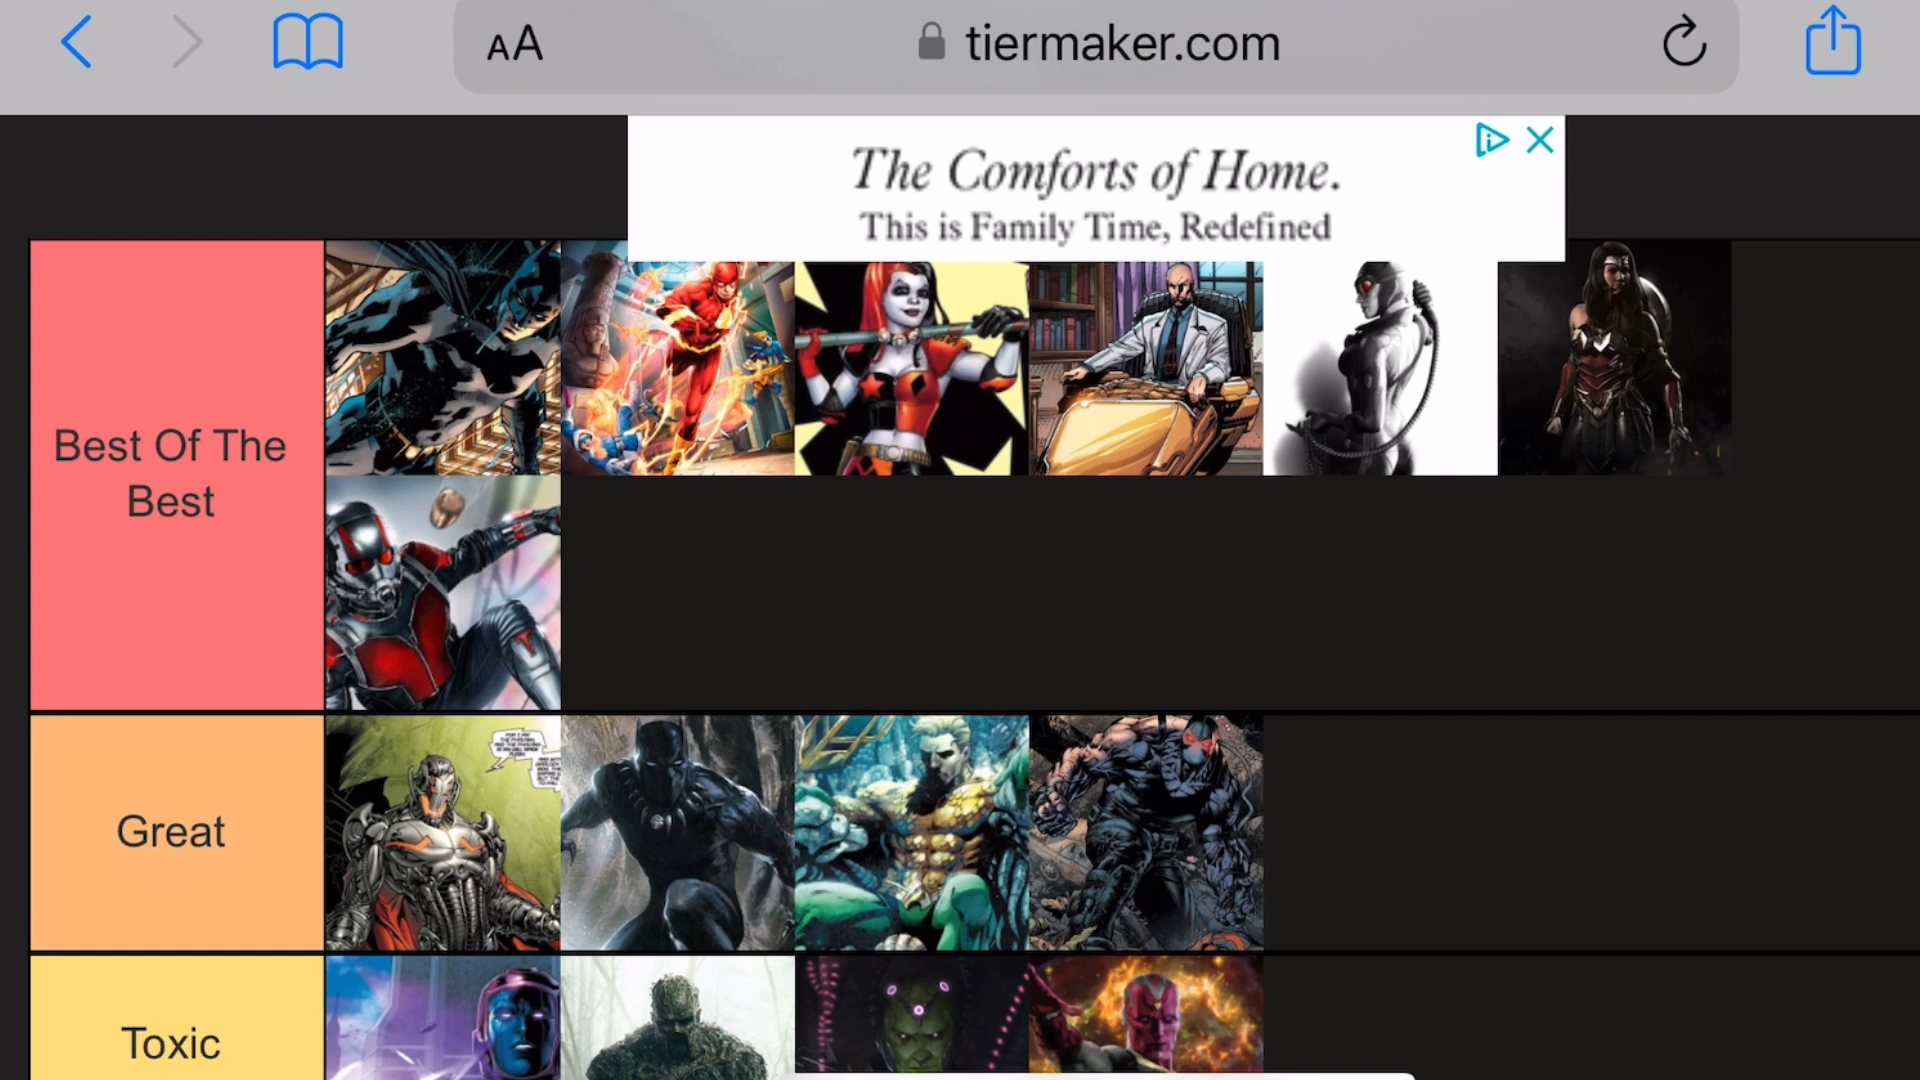 AA
tiermaker.com
The Comforts of Home.
This is Family Time, Redefined
Best Of The
Best
Great
Toxic